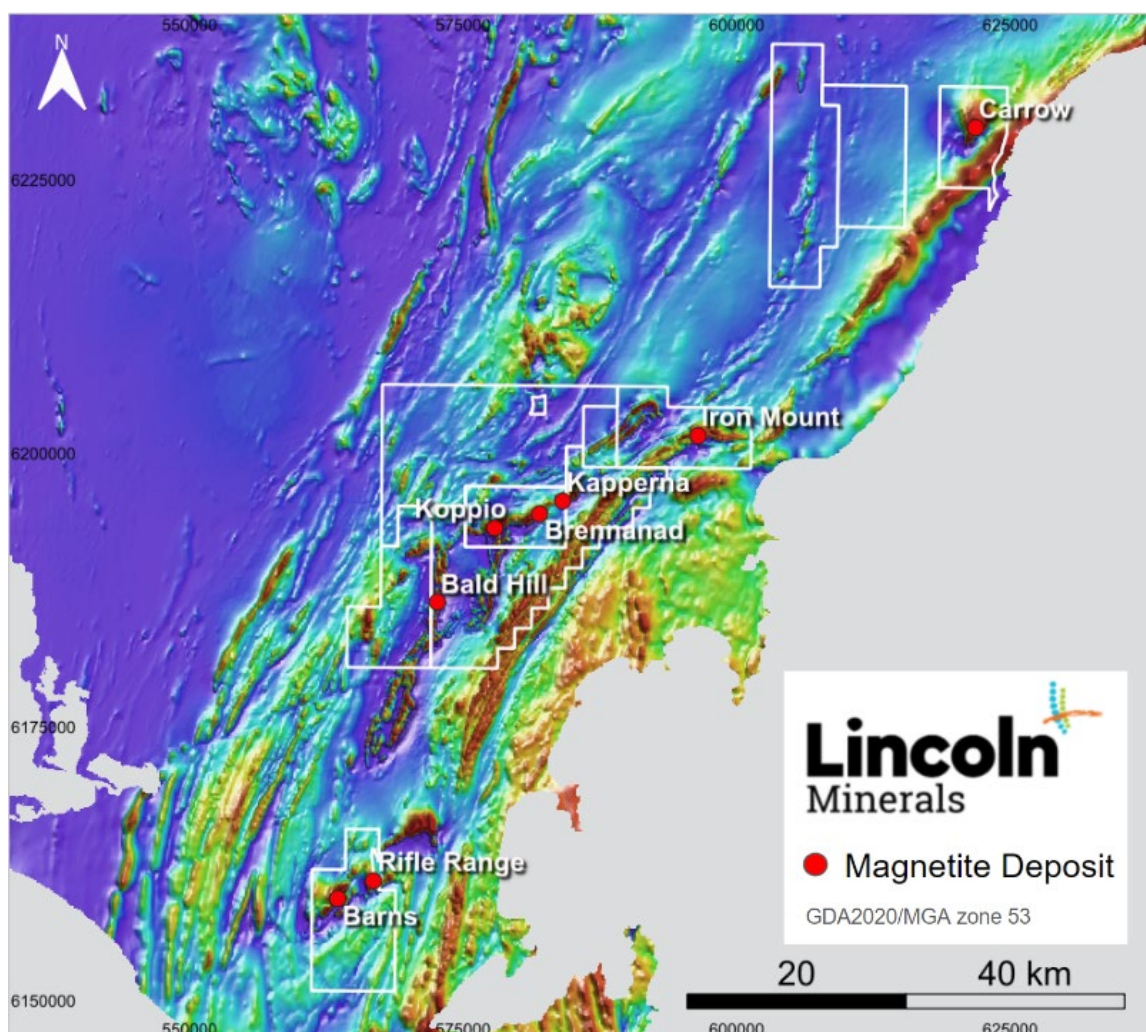 550000
575000
600000
625000
N
Carrow
6225000
Iron Mount
6200000
Kapperna
Koppio
Brennanad
Bald Hill
6175000
Lincoln
Minerals
Magnetite Deposit
GDA2020/MGA zone 53
Rifle Range
Barns
20
40 km
6150000
550000
575000
600000
625000